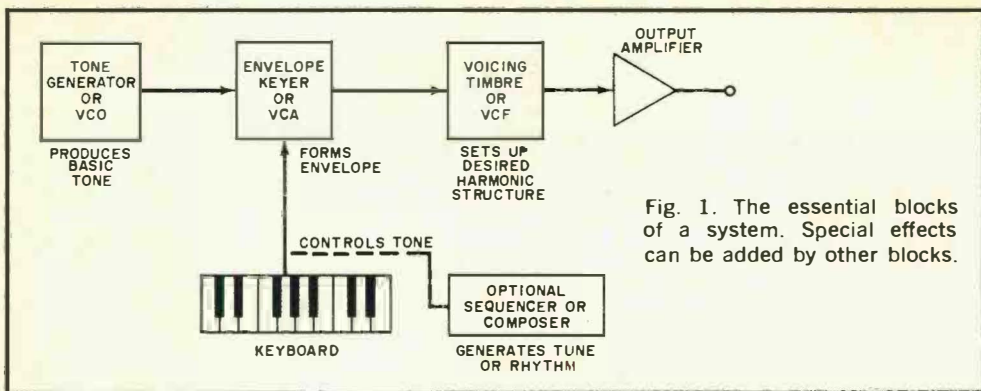 TONE
GENERATOR
OR
VCO
PRODUCES
BASIC
TONE
ENVELOPE
KEYER
OR
VCA
FORMS
ENVELOPE
VOICING
TIMBRE
OR
VCF
SETS UP
DESIRED
HARMONIC
STRUCTURE
OUTPUT
AMPLIFIER
CONTROLS TONE
KEYBOARD
OPTIONAL
SEQUENCER OR
COMPOSER
GENERATES TUNE
OR RHYTHM
Fig. 1. The essential blocks
of a system. Special effects
can be added by other blocks.